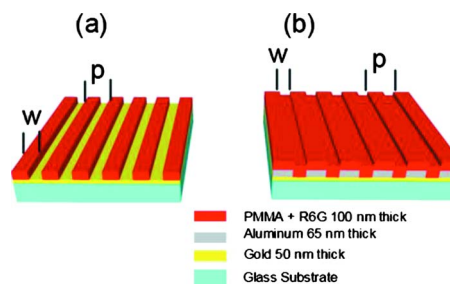 (a)
(b)
p
w
w
p
PMMA + R6G 100 nm thick
Aluminum 65 nm thick
Gold 50 nm thick
Glass Substrate